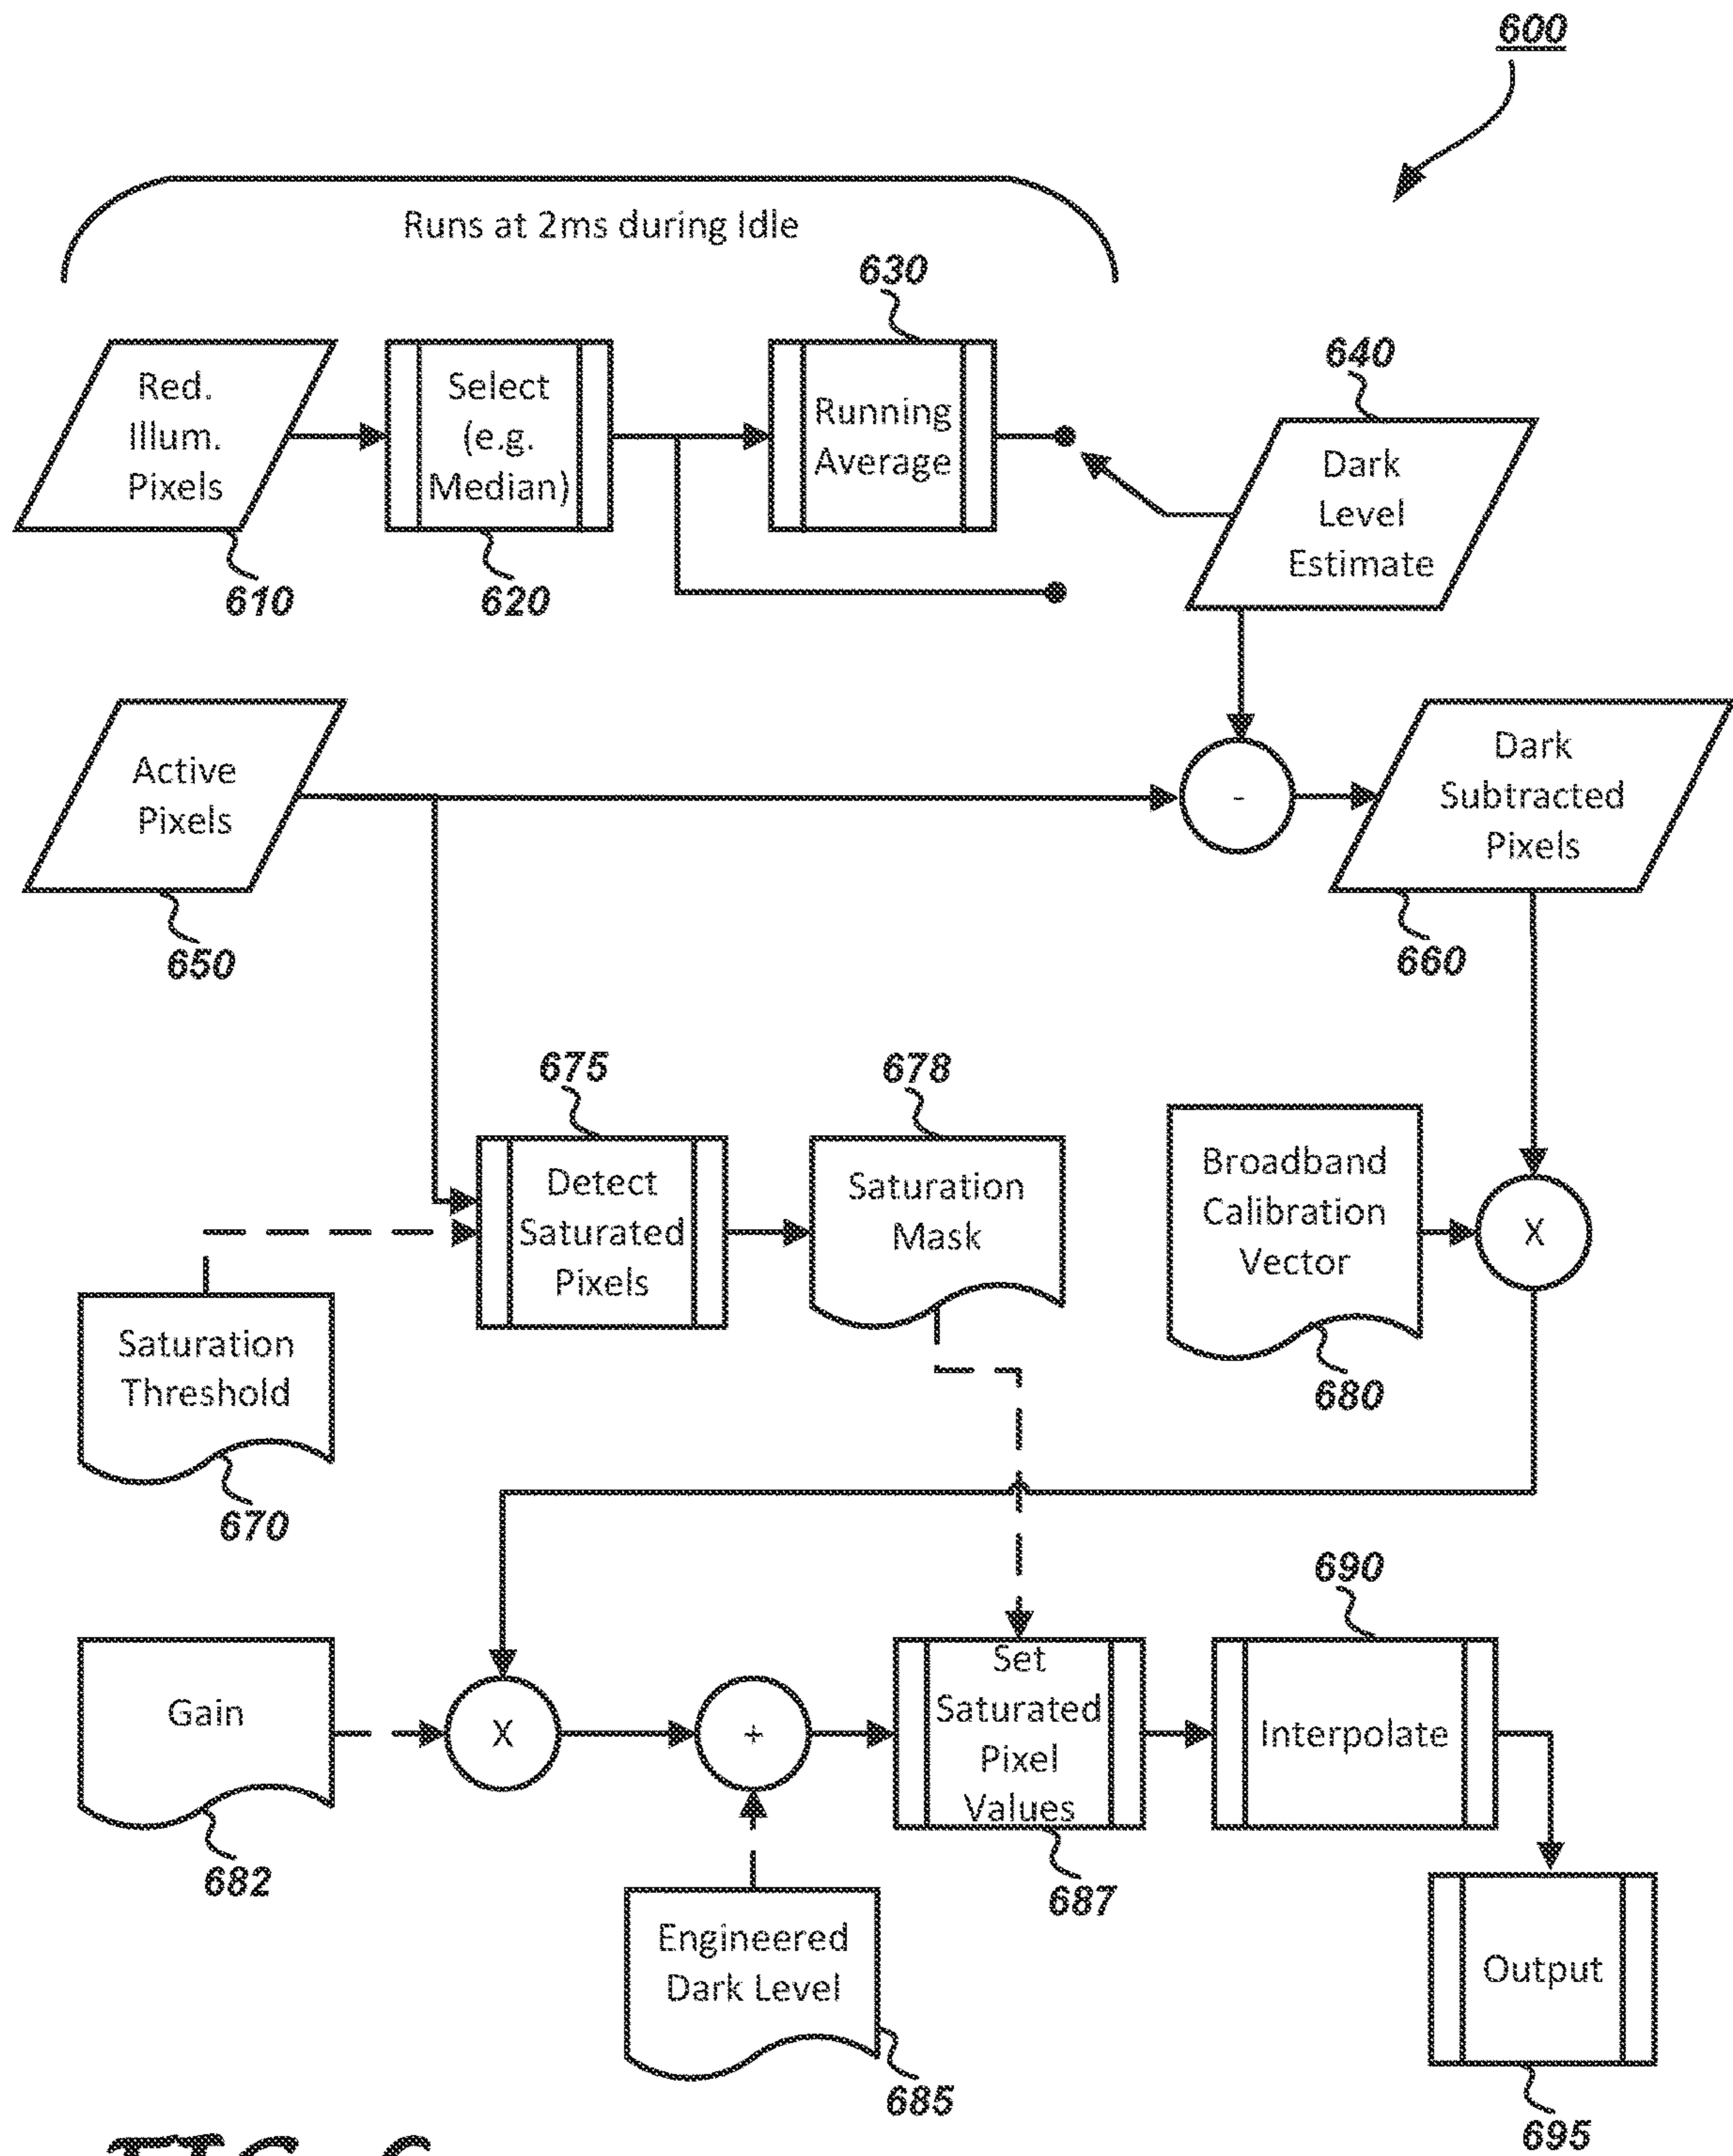 600
Runs at 2ms during Idle
630
640
Red.
Illum.
Pixels
Select
(e.g.
Median)
Running
Average
Dark
Level
Estimate
610
620
Active
Pixels
-
Dark
Subtracted
Pixels
650
660
675
678
Detect
Saturated
Pixels
Saturation
Mask
Broadband
Calibration
Vector
X
Saturation
Threshold
680
670
690
Gain
X
+
Set
Saturated
Pixel
Values
Interpolate
682
687
Engineered
Dark Level
Output
685
695